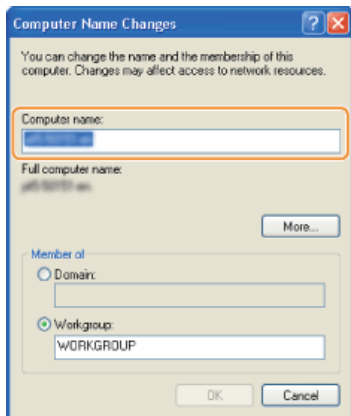 Computer Name Changes
You can change the name and the membership of this
computer. Changes may affect access to network resources.
Computer name:
Full computer name:
More...
Member of
Domain:
Workgroup:
WORKGROUP
OK
Cancel